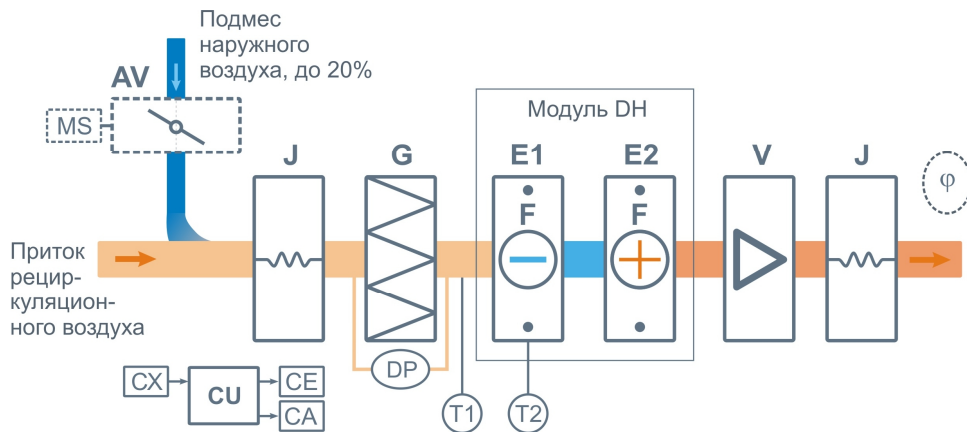 Подмес
наружного
воздуха, до 20%
AV
MS
Модуль DH
J
G
E1
E2
V
J
F
F
φ
Приток
рецир-
куляцион-
ного воздуха
DP
CX
CU
CE
CA
T1
T2